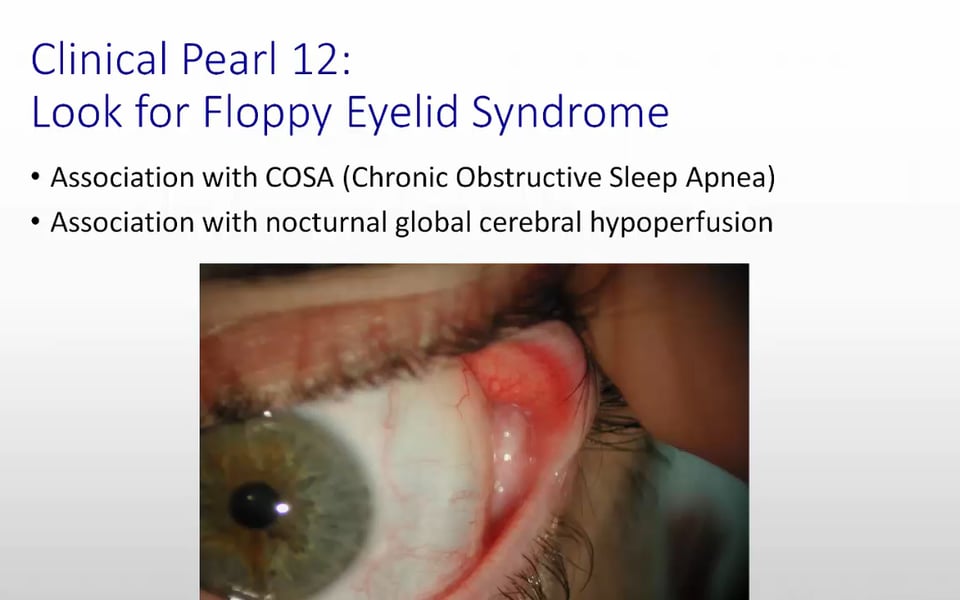 Clinical Pearl 12:
Look for Floppy Eyelid Syndrome
• Association with COSA (Chronic Obstructive Sleep Apnea)
• Association with nocturnal global cerebral hypoperfusion